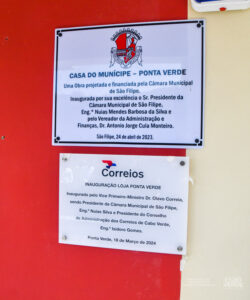 CASA DO MUNÍCIPE – PONTA VERDE
Uma Obra projetada e financiada pela Câmara Municipal
de São Filipe.
Inaugurada por sua excelência o Sr. Presidente da
Câmara Municipal de São Filipe,
Eng.º Nuias Mendes Barbosa da Silva e
pelo Vereador da Administração e
Finanças, Dr. Antonio Jorge Cula Monteiro.
São Filipe, 24 de abril de 2023.
Correios
INAUGURAÇÃO LOJA PONTA VERDE
Inaugurada pelo Vice Primeiro-Ministro Dr. Olavo Correia,
sendo Presidente da Câmara Municipal de São Filipe,
Eng.º Nuias Silva e Presidente do Conselho
de Administração dos Correios de Cabo Verde,
Eng.º Isidoro Gomes.
Ponta Verde, 18 de Março de 2024